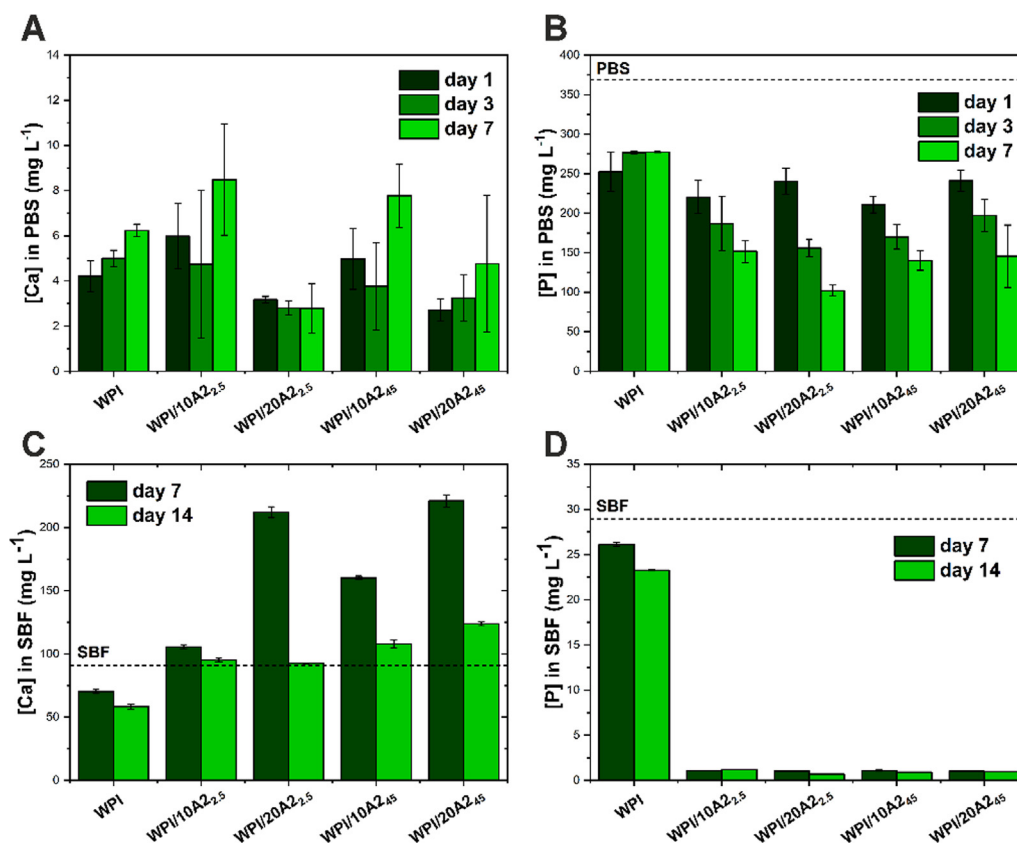 A
[Ca] in PBS (mg L⁻¹)
14
12
10
8
6
4
2
0
day 1
day 3
day 7
WPI
WPI/10A2₂.₅
WPI/20A2₂.₅
WPI/10A2₄₅
WPI/20A2₄₅
B
[P] in PBS (mg L⁻¹)
400
350
300
250
200
150
100
50
0
PBS
day 1
day 3
day 7
WPI
WPI/10A2₂.₅
WPI/20A2₂.₅
WPI/10A2₄₅
WPI/20A2₄₅
C
[Ca] in SBF (mg L⁻¹)
250
200
150
100
50
0
day 7
day 14
SBF
WPI
WPI/10A2₂.₅
WPI/20A2₂.₅
WPI/10A2₄₅
WPI/20A2₄₅
D
[P] in SBF (mg L⁻¹)
35
30
25
20
15
10
5
0
SBF
day 7
day 14
WPI
WPI/10A2₂.₅
WPI/20A2₂.₅
WPI/10A2₄₅
WPI/20A2₄₅